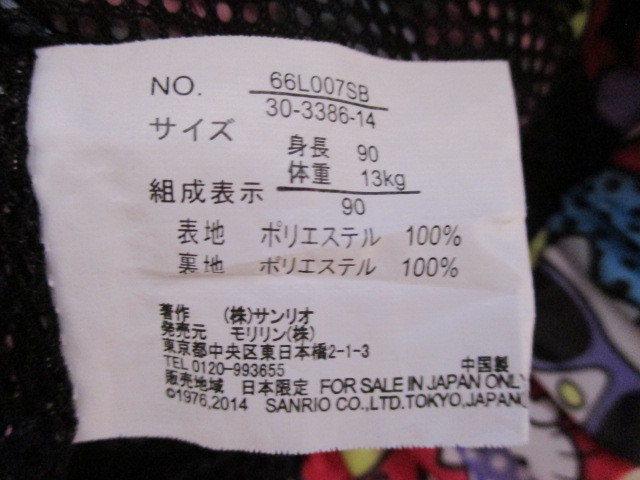 NO. 66L007SB
30-3386-14
サイズ
身長 90
体重 13kg
組成表示
90
表地 ポリエステル 100%
裏地 ポリエステル 100%
著作 (株)サンリオ
発売元 モリリン(株)
東京都中央区東日本橋2-1-3
TEL 0120-993655
中国製
販売地域 日本限定 FOR SALE IN JAPAN ONLY
©1976,2014 SANRIO CO.,LTD.TOKYO,JAPAN